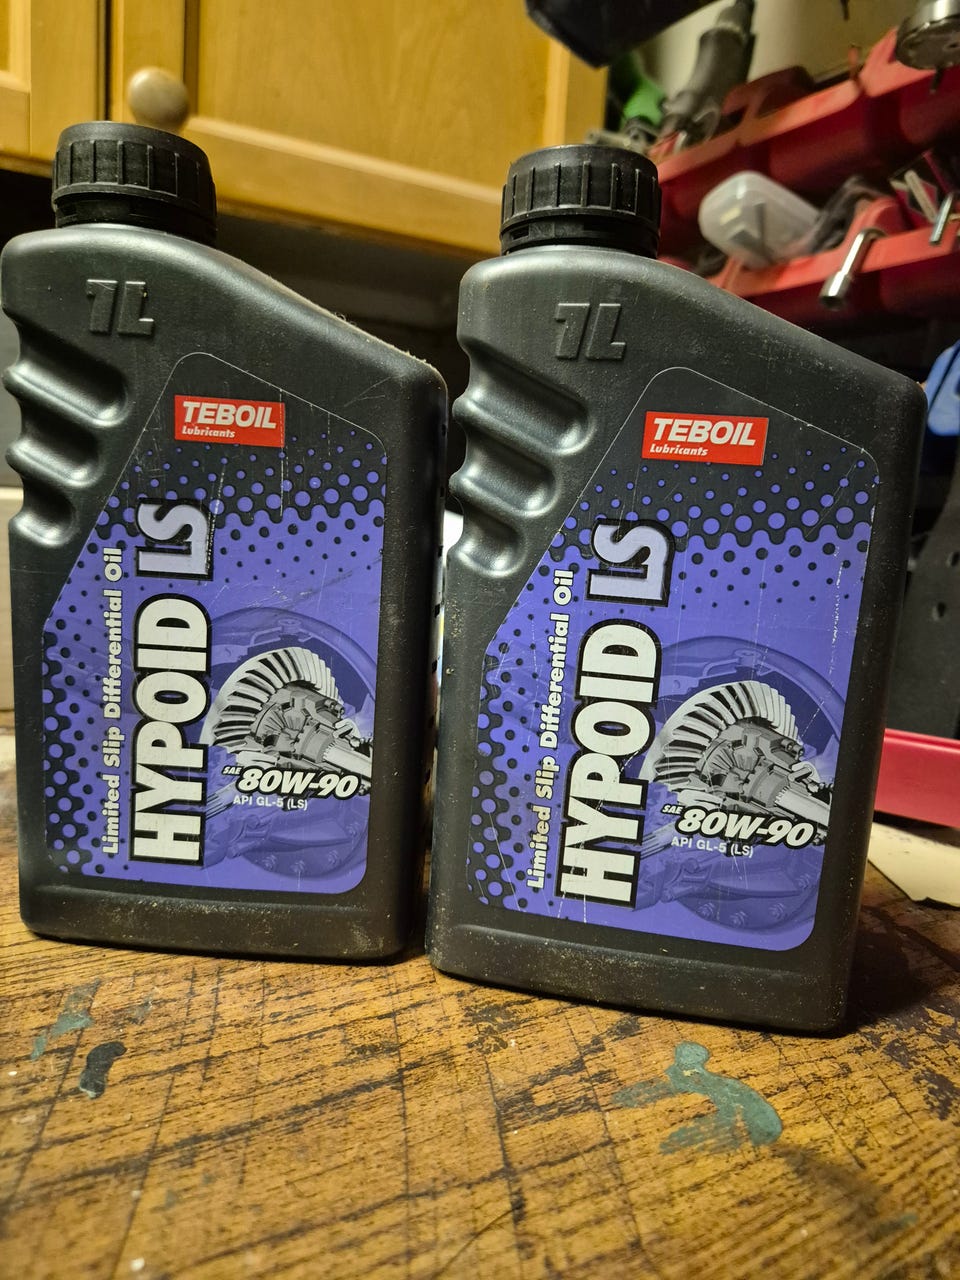 1L
TEBOIL
Lubricants
Limited Slip Differential Oil
HYPOID LS
SAE 80W-90
API GL-5 (LS)
1L
TEBOIL
Lubricants
Limited Slip Differential Oil
HYPOID LS
SAE 80W-90
API GL-5 (LS)